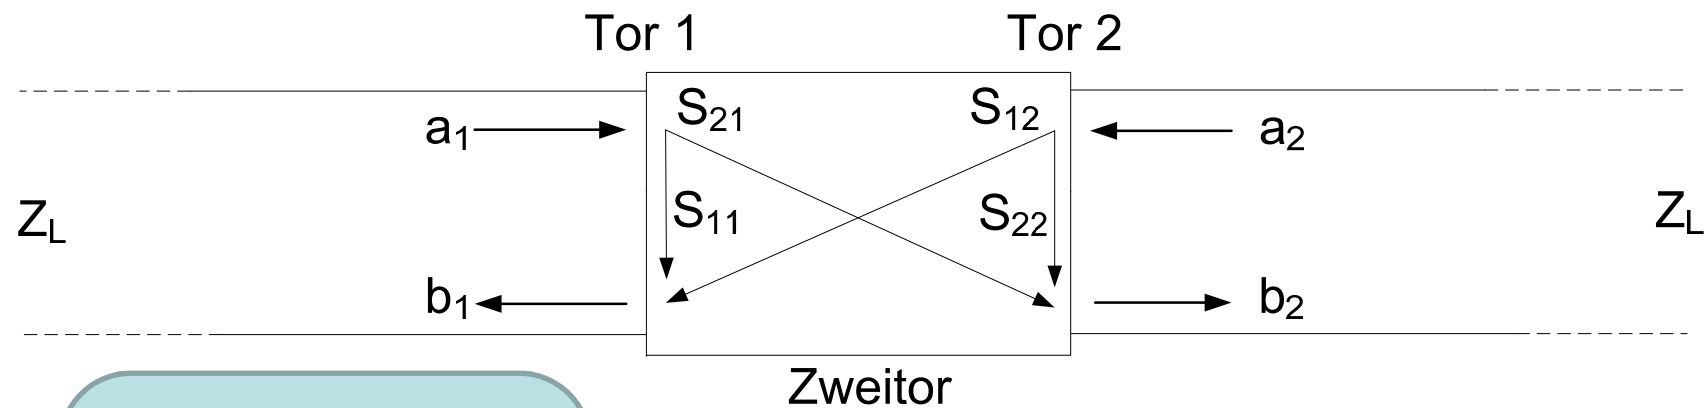 Tor 1 Tor 2
S21 S12
a1 a2
S11 S22
ZL ZL
b1 b2
Zweitor